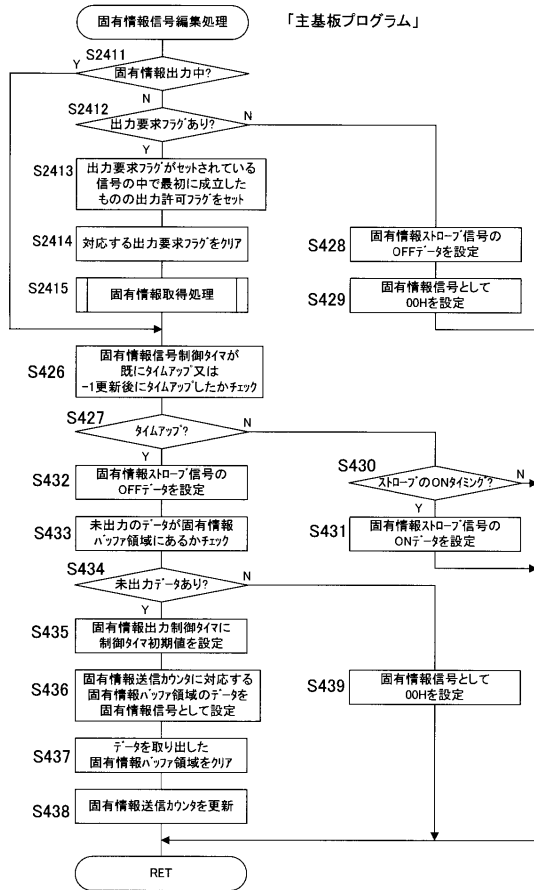 固有情報信号編集処理
「主基板プログラム」
S2411
Y
固有情報出力中?
N
S2412
出力要求フラグあり?
N
Y
S2413
出力要求フラグがセットされている
信号の中で最初に成立した
ものの出力許可フラグをセット
S2414
対応する出力要求フラグをクリア
S2415
固有情報取得処理
S428
固有情報ストローブ信号の
OFFデータを設定
S429
固有情報信号として
00Hを設定
S426
固有情報信号制御タイマが
既にタイムアップ又は
-1更新後にタイムアップしたかチェック
S427
タイムアップ?
N
Y
S430
ストローブのONタイミング?
N
Y
S431
固有情報ストローブ信号の
ONデータを設定
S432
固有情報ストローブ信号の
OFFデータを設定
S433
未出力のデータが固有情報
バッファ領域にあるかチェック
S434
未出力データあり?
N
Y
S435
固有情報出力制御タイマに
制御タイマ初期値を設定
S436
固有情報送信カウンタに対応する
固有情報バッファ領域のデータを
固有情報信号として設定
S439
固有情報信号として
00Hを設定
S437
データを取り出した
固有情報バッファ領域をクリア
S438
固有情報送信カウンタを更新
RET